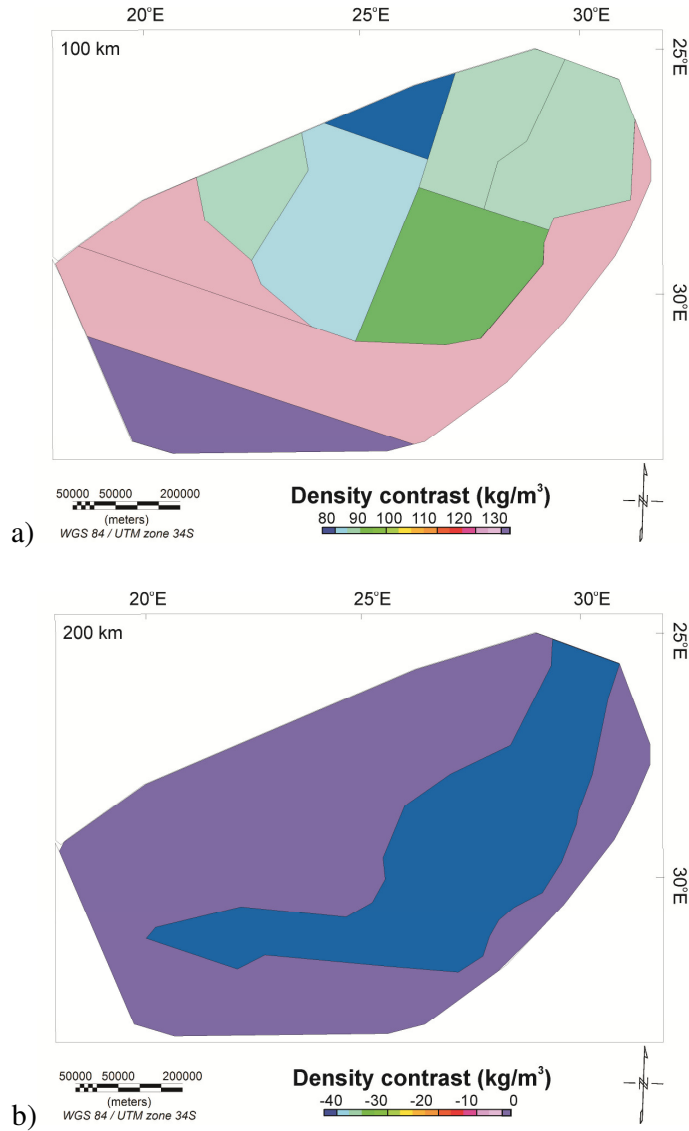 20°E 25°E 30°E
100 km
25°E
30°E
50000 50000 200000
(meters)
WGS 84 / UTM zone 34S
Density contrast (kg/m³)
80 90 100 110 120 130
N
a)
20°E 25°E 30°E
200 km
25°E
30°E
50000 50000 200000
(meters)
WGS 84 / UTM zone 34S
Density contrast (kg/m³)
-40 -30 -20 -10 0
N
b)